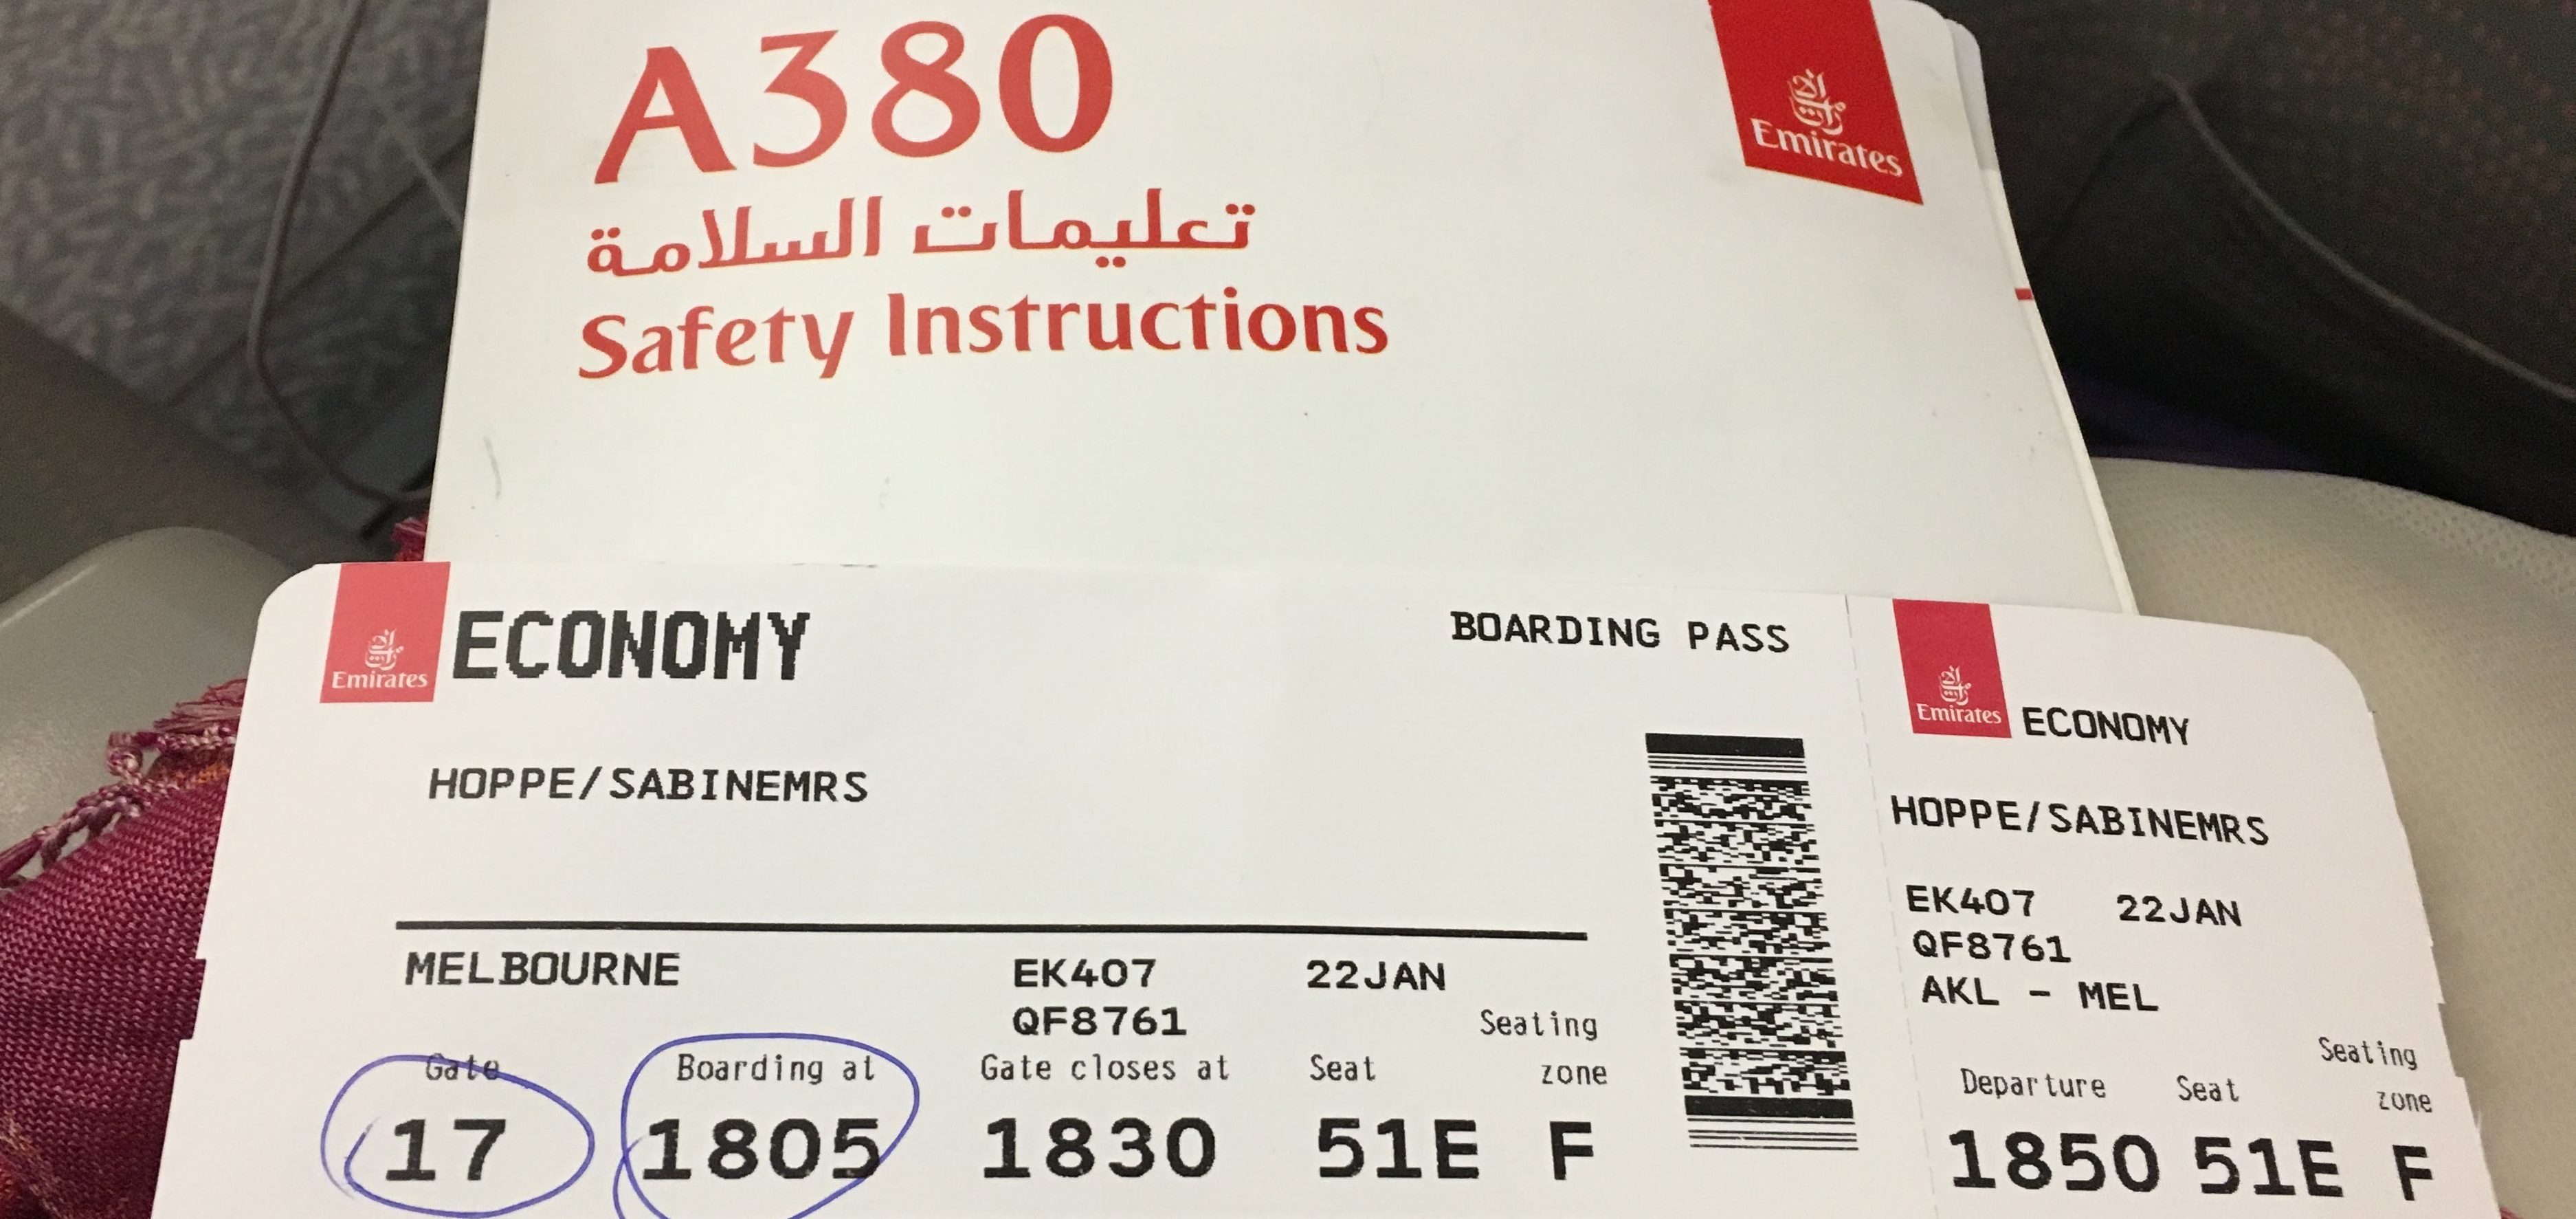 A380
Emirates
تعليمات السلامة
Safety Instructions
Emirates
ECONOMY
BOARDING PASS
HOPPE/SABINEMRS
MELBOURNE EK407 22JAN
QF8761
Gate Boarding at Gate closes at Seat Seating zone
17 1805 1830 51E F
Emirates
ECONOMY
HOPPE/SABINEMRS
EK407 22JAN
QF8761
AKL - MEL
Departure Seat Seating zone
1850 51E F